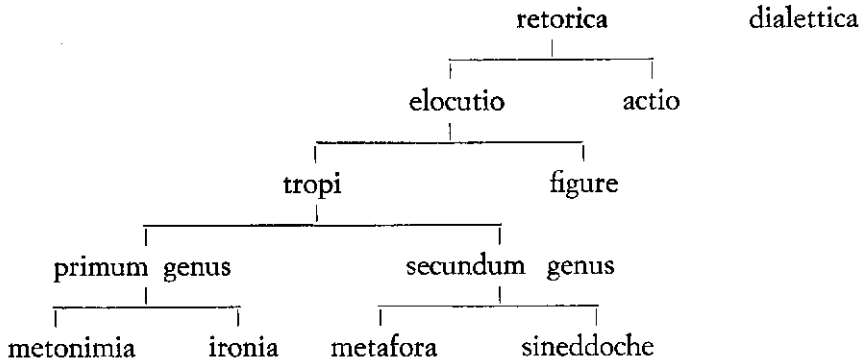 retorica dialettica
elocutio actio
tropi figure
primum genus secundum genus
metonimia ironia metafora sineddoche